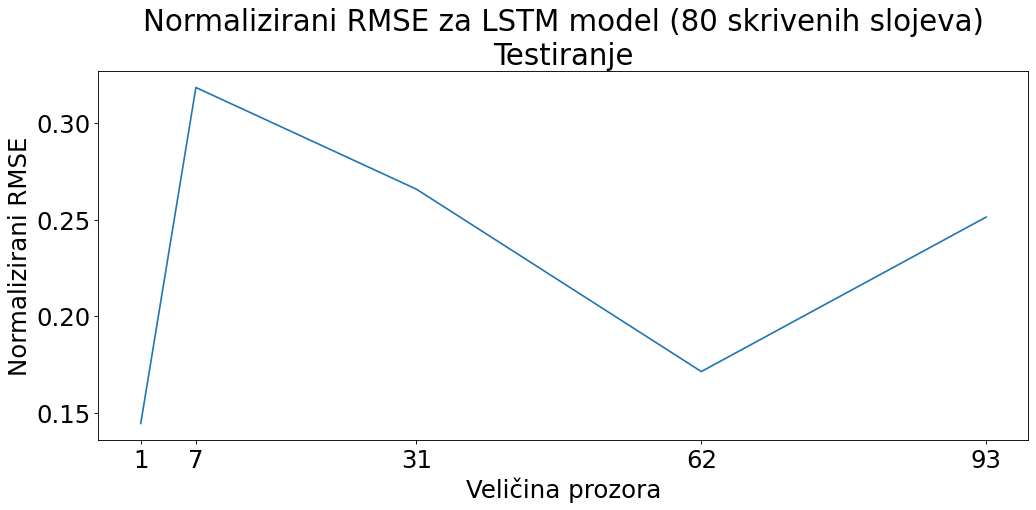 Normalizirani RMSE za LSTM model (80 skrivenih slojeva)
Testiranje
Normalizirani RMSE
0.30
0.25
0.20
0.15
1 7 31 62 93
Veličina prozora